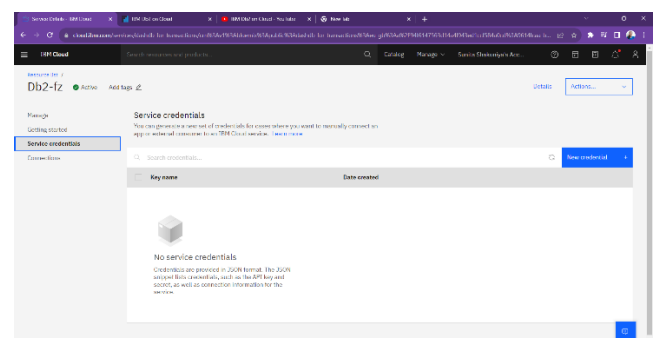 Service Details - IBM Cloud
IBM Db2 on Cloud
IBM Db2 on Cloud - YouTube
New Tab
IBM Cloud
Search resources and products...
Catalog
Manage
Resource list /
Db2-fz
Active
Add tags
Details
Actions...
Manage
Getting started
Service credentials
Connections
Service credentials
You can generate a new set of credentials for cases where you want to manually connect an
app or external consumer to an IBM Cloud service. Learn more
Search credentials...
New credential +
Key name
Date created
No service credentials
Credentials are provided in JSON format. The JSON
snippet lists credentials, such as the API key and
secret, as well as connection information for the
service.